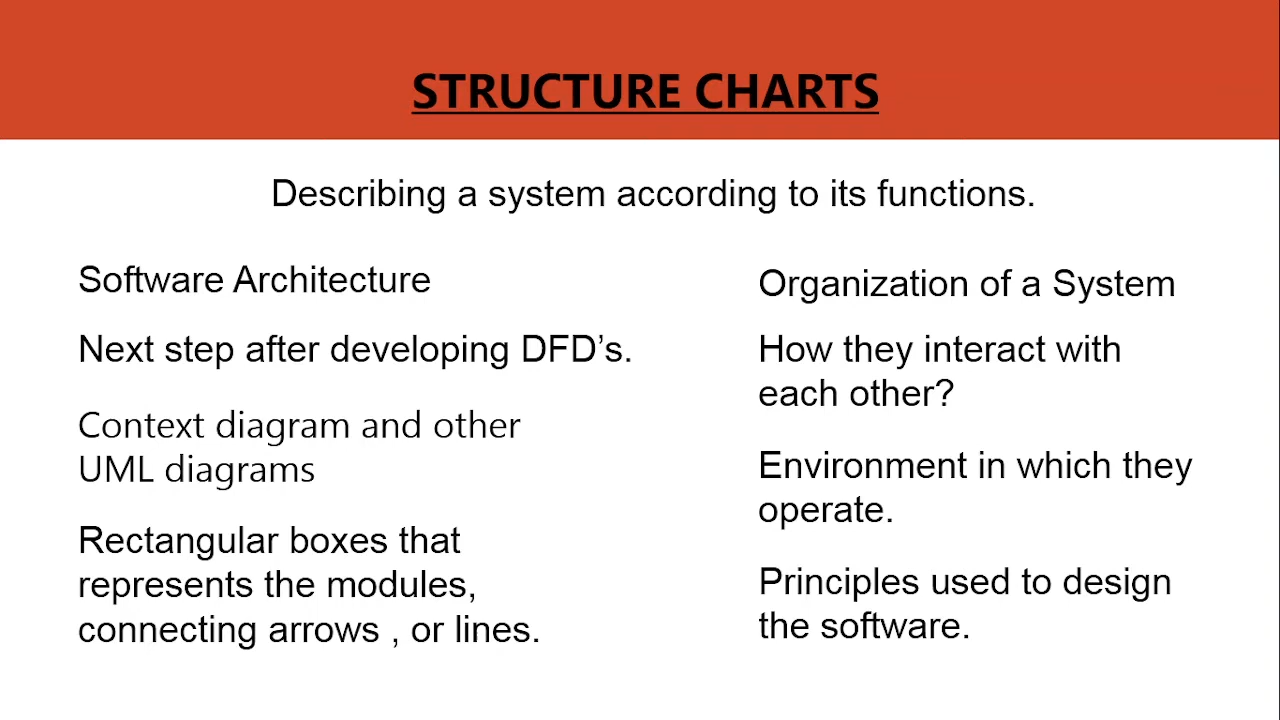 STRUCTURE CHARTS
Describing a system according to its functions.
Software Architecture
Next step after developing DFD’s.
Context diagram and other
UML diagrams
Rectangular boxes that
represents the modules,
connecting arrows , or lines.
Organization of a System
How they interact with
each other?
Environment in which they
operate.
Principles used to design
the software.